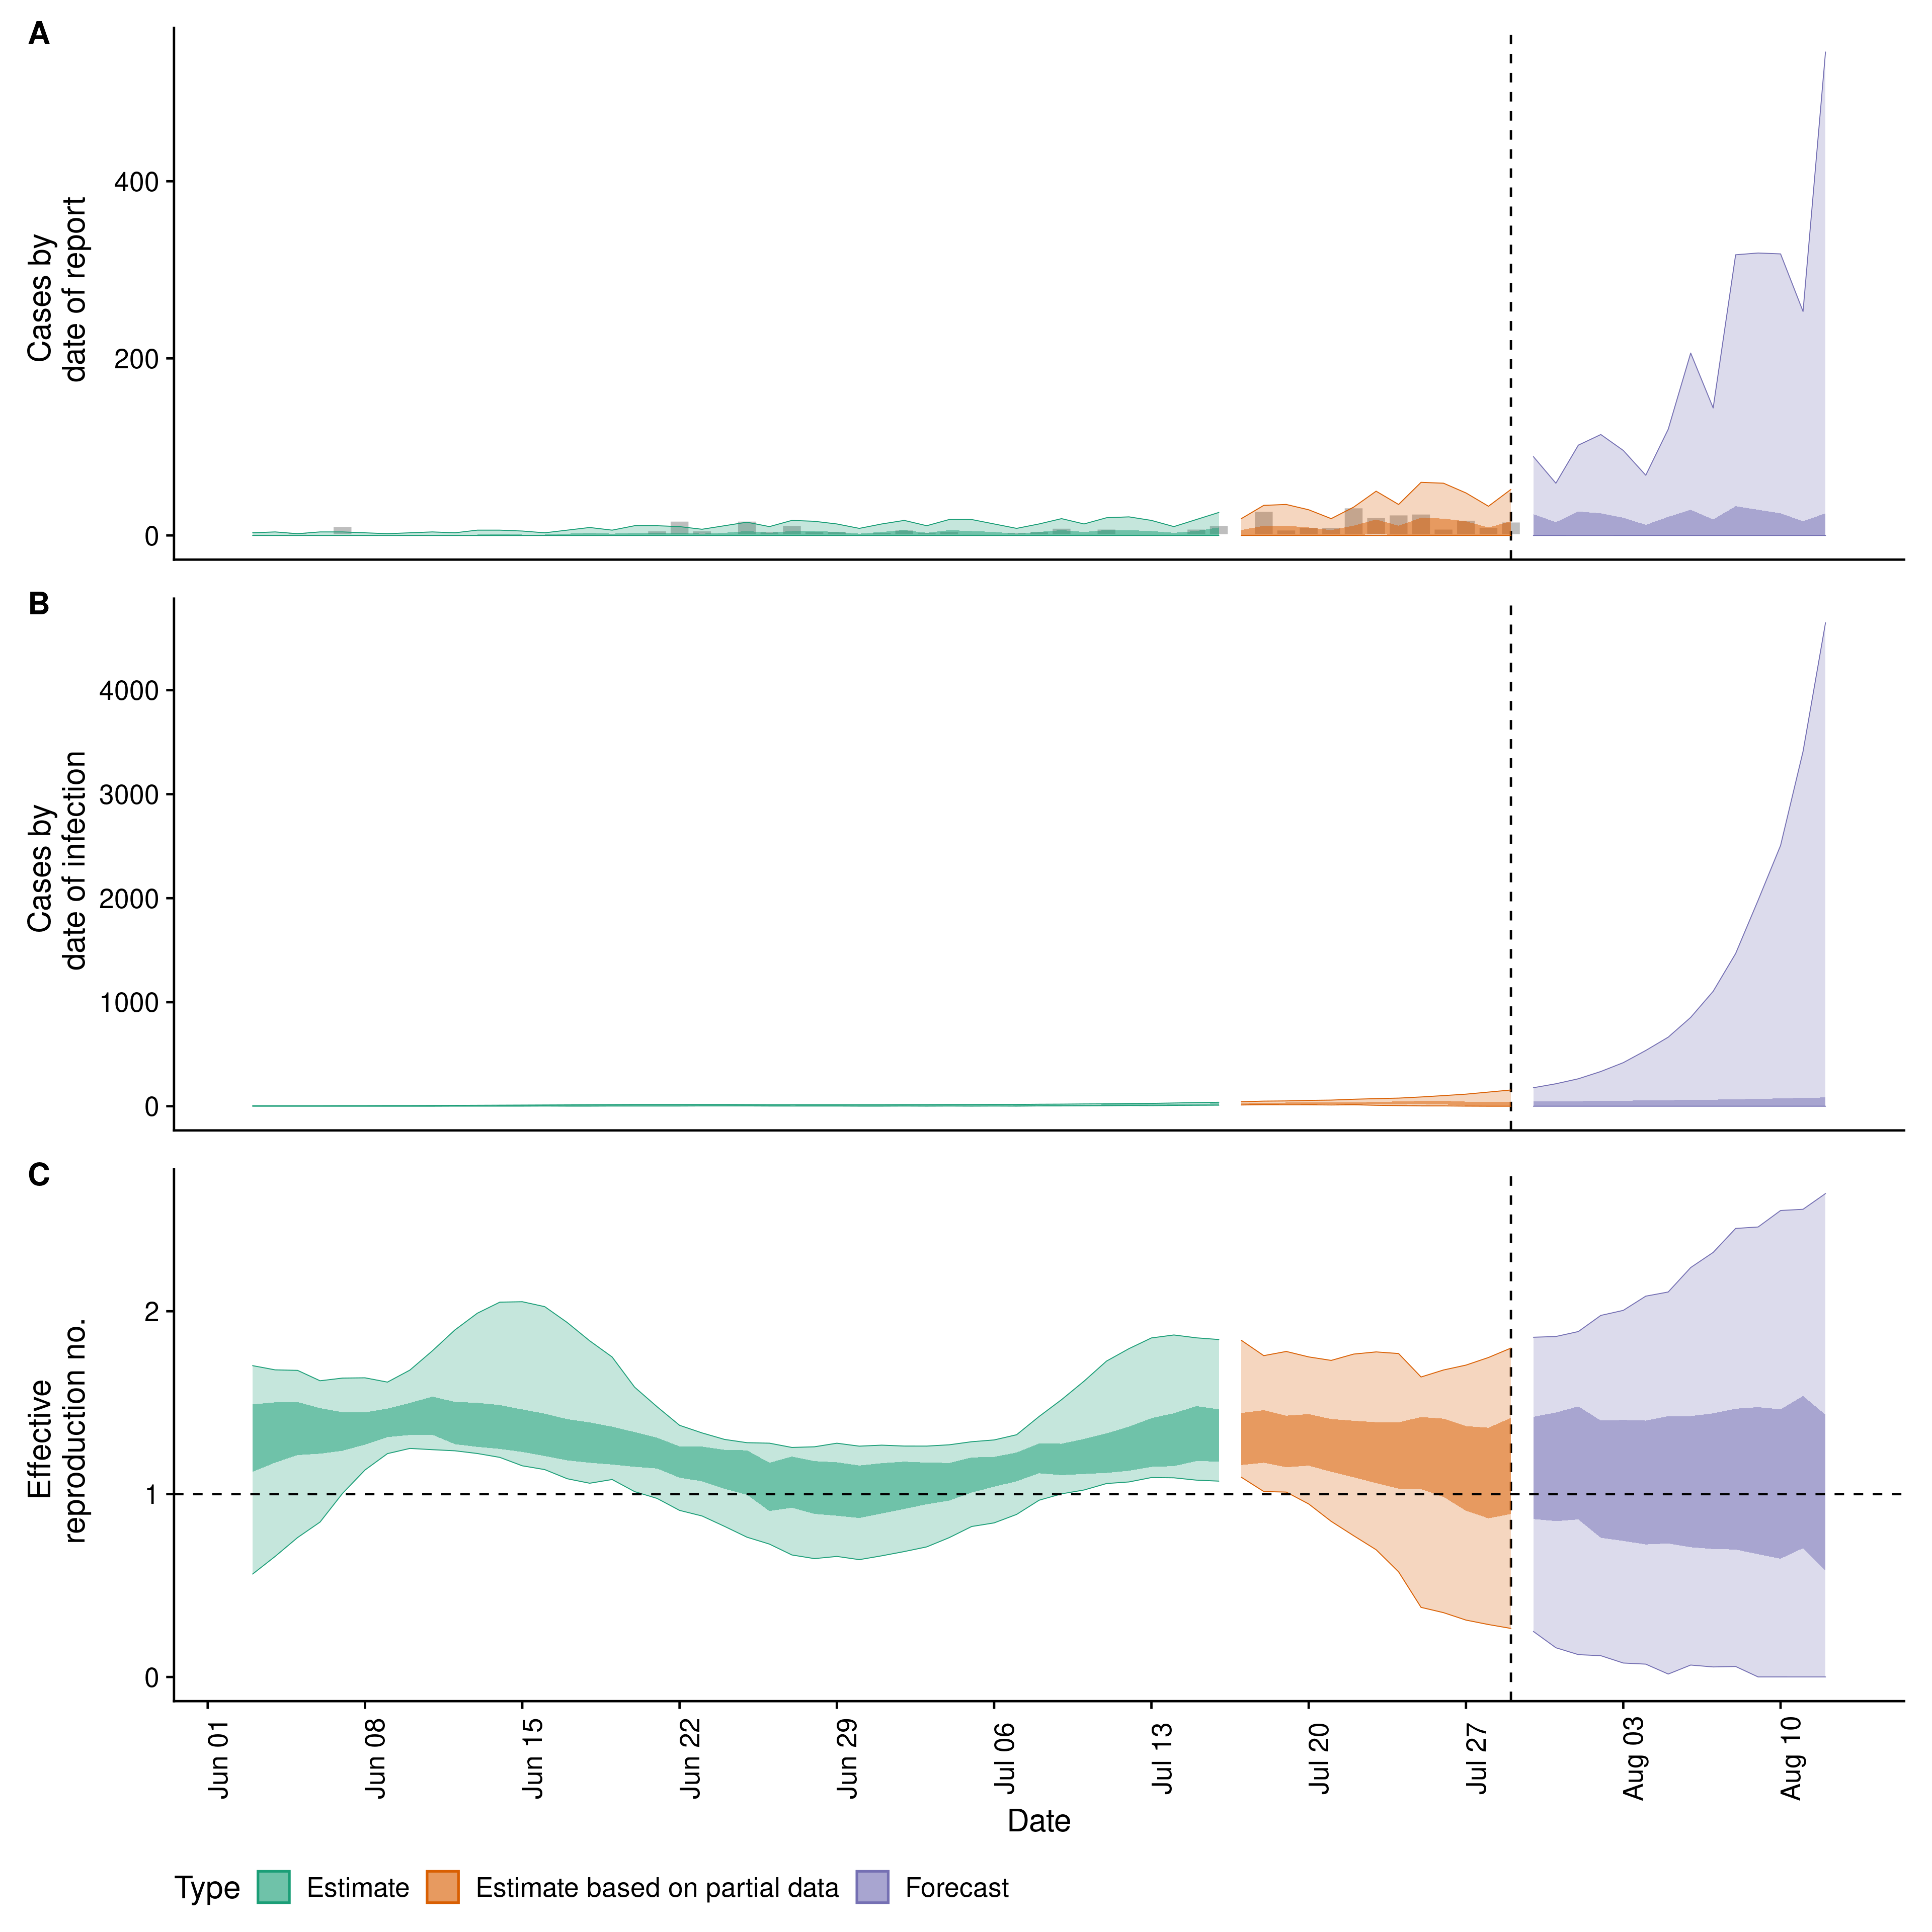 A
Cases by
date of report
400
200
0
B
Cases by
date of infection
4000
3000
2000
1000
0
C
Effective
reproduction no.
2
1
0
Jun 01
Jun 08
Jun 15
Jun 22
Jun 29
Jul 06
Jul 13
Jul 20
Jul 27
Aug 03
Aug 10
Date
Type Estimate Estimate based on partial data Forecast